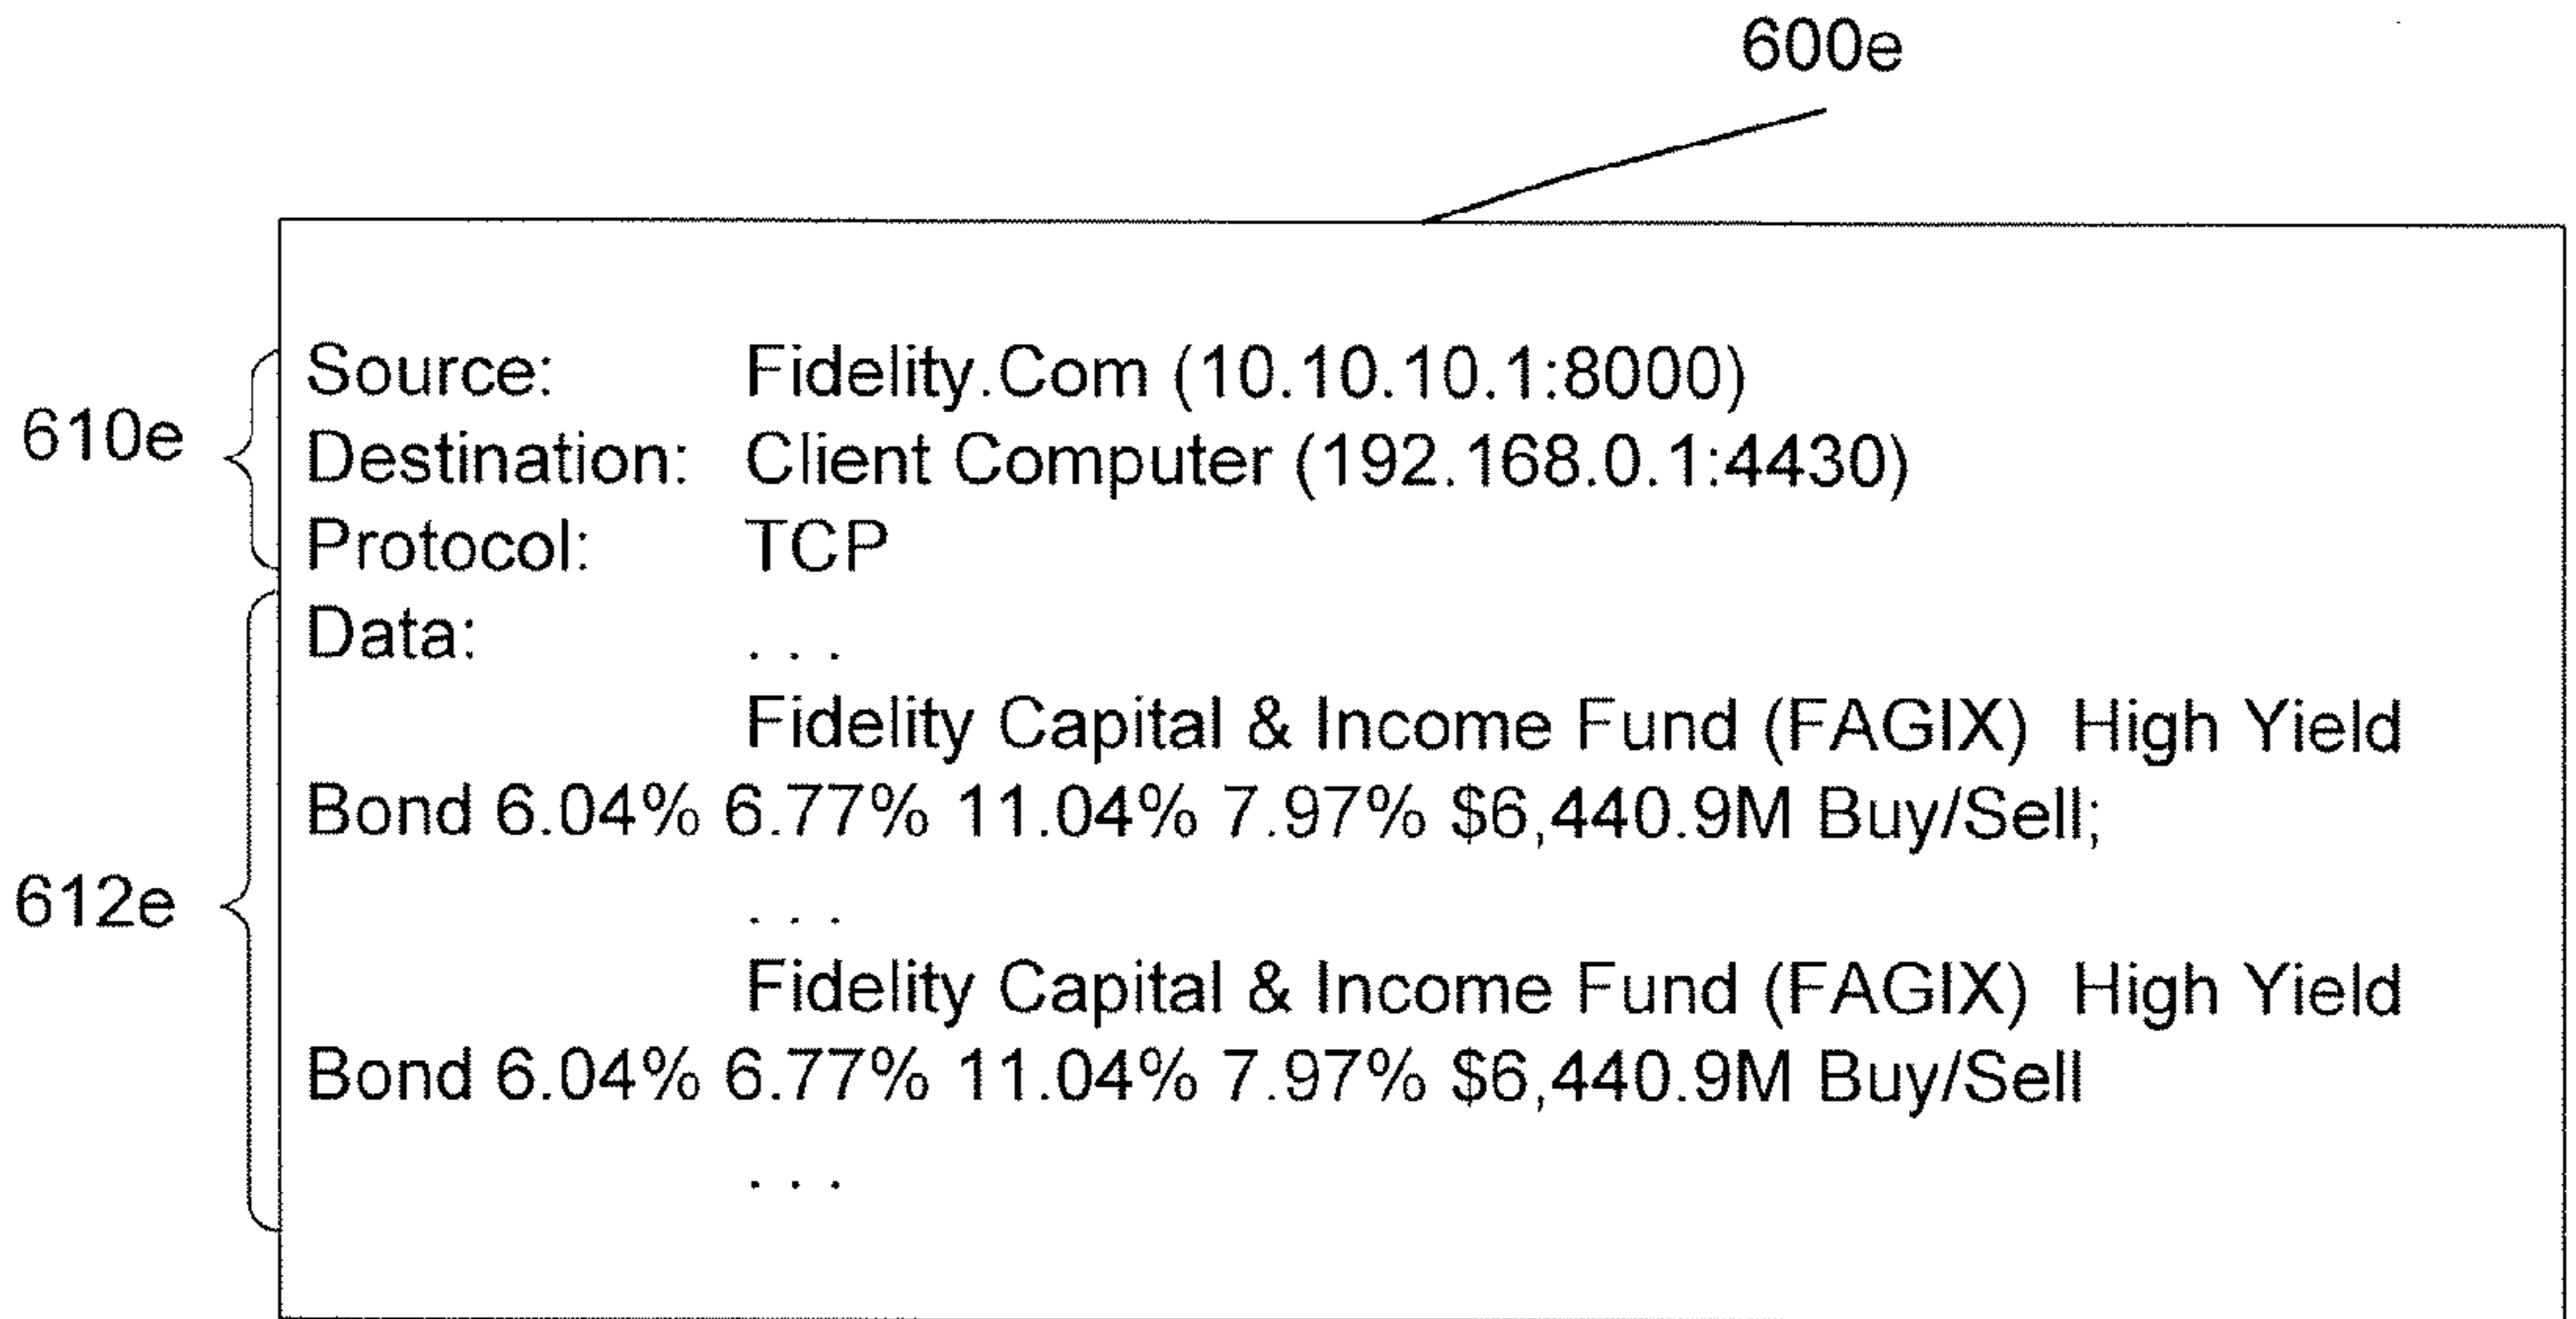 600e
610e
Source: Fidelity.Com (10.10.10.1:8000)
Destination: Client Computer (192.168.0.1:4430)
Protocol: TCP
612e
Data: . . .
Fidelity Capital & Income Fund (FAGIX) High Yield
Bond 6.04% 6.77% 11.04% 7.97% $6,440.9M Buy/Sell;
. . .
Fidelity Capital & Income Fund (FAGIX) High Yield
Bond 6.04% 6.77% 11.04% 7.97% $6,440.9M Buy/Sell
. . .